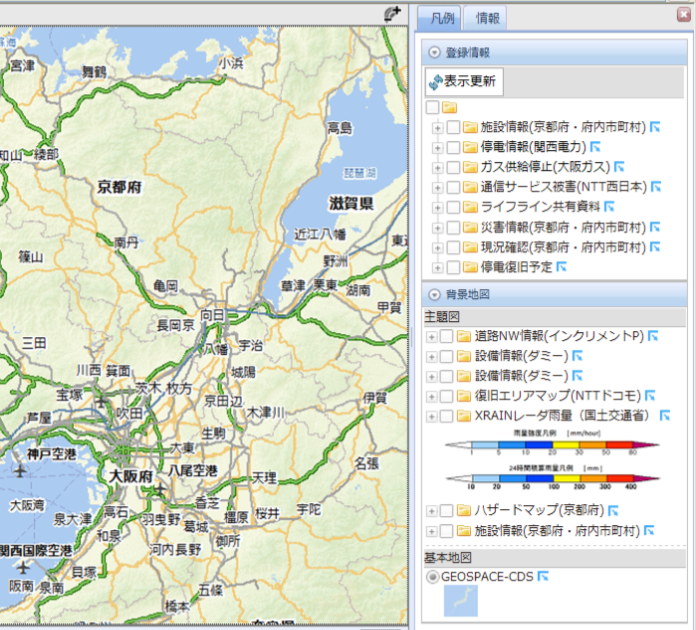 凡例 情報
登録情報
表示更新
施設情報(京都府・府内市町村)
停電情報(関西電力)
ガス供給停止(大阪ガス)
通信サービス被害(NTT西日本)
ライフライン共有資料
災害情報(京都府・府内市町村)
現況確認(京都府・府内市町村)
停電復旧予定
背景地図
主題図
道路NW情報(インクリメントP)
設備情報(ダミー)
設備情報(ダミー)
復旧エリアマップ(NTTドコモ)
XRAINレーダ雨量（国土交通省）
雨量強度凡例 [mm/hour]
1 5 10 20 30 50 80
24時間積算雨量凡例 [mm]
10 20 50 100 200 300 400
ハザードマップ(京都府)
施設情報(京都府・府内市町村)
基本地図
GEOSPACE-CDS
宮津 舞鶴 小浜
知山 綾部
高島
琵琶湖
京都府
滋賀県
近江八幡
南丹
野洲
篠山
亀岡
草津 栗東 湖南
向日
甲賀
長岡京
三田
八幡 宇治
川西 箕面
城陽
宝塚
茨木 枚方
京田辺
伊賀
芦屋
吹田
木津川
生駒
神戸空港
大東
名張
大阪府
八尾空港
天理
大阪湾
香芝
泉大津 高石
羽曳野 葛城 橿原 桜井 宇陀
和泉
関西国際空港
河内長野
御所
貝塚
阪南 泉南
五條
橋本